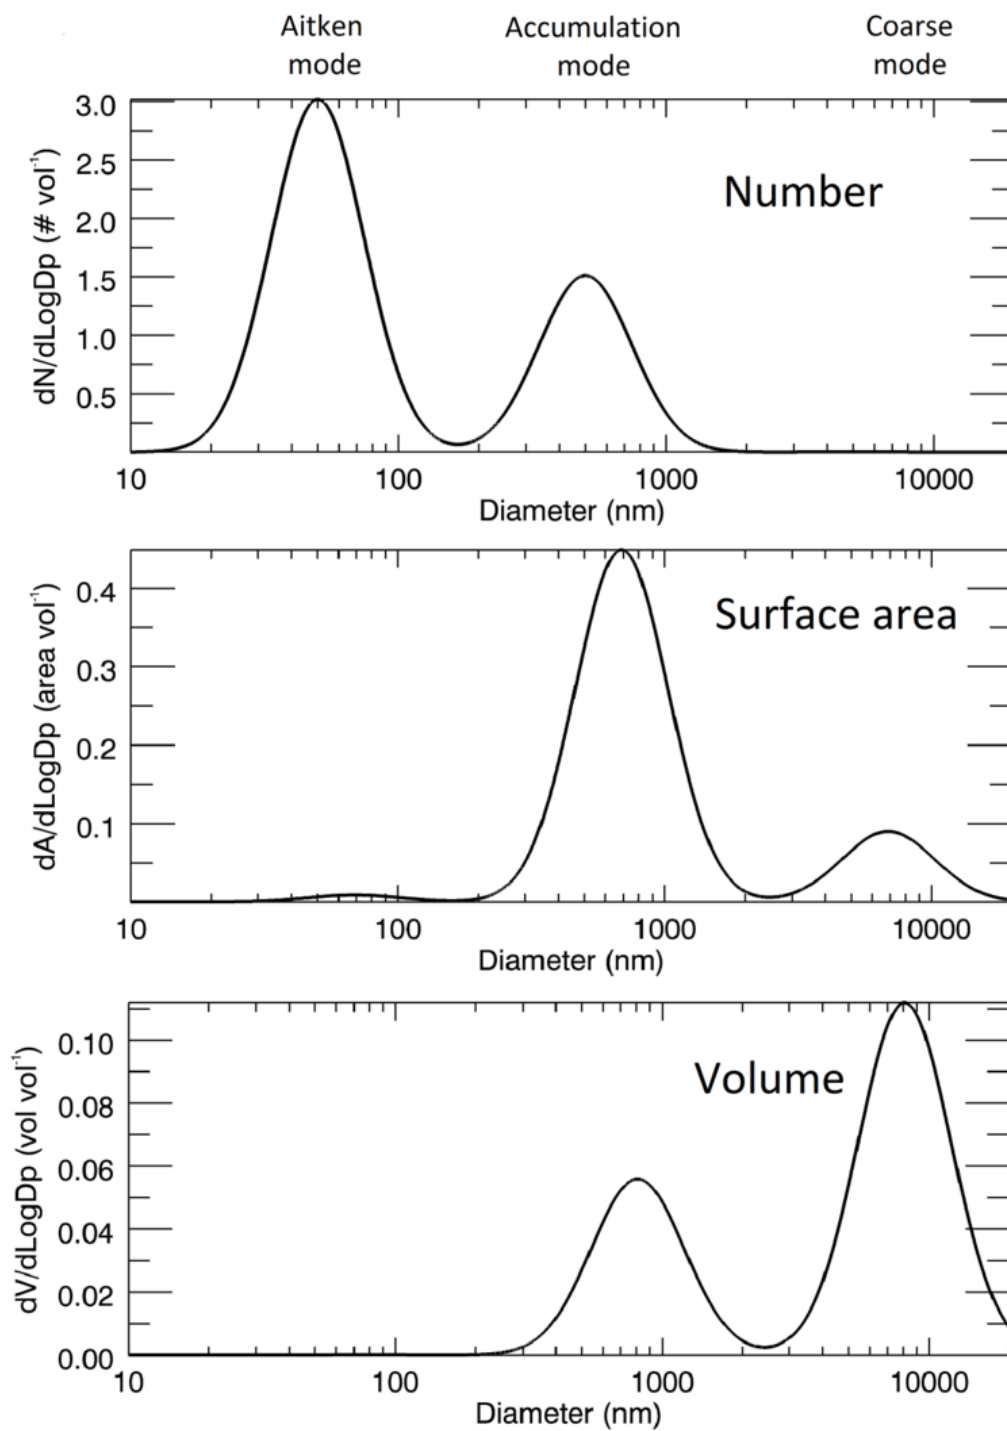 Aitken mode
Accumulation mode
Coarse mode
3.0
2.5
2.0
1.5
1.0
0.5
dN/dLogDp (# vol⁻¹)
Number
10 100 1000 10000
Diameter (nm)
0.4
0.3
0.2
0.1
dA/dLogDp (area vol⁻¹)
Surface area
10 100 1000 10000
Diameter (nm)
0.10
0.08
0.06
0.04
0.02
0.00
dV/dLogDp (vol vol⁻¹)
Volume
10 100 1000 10000
Diameter (nm)